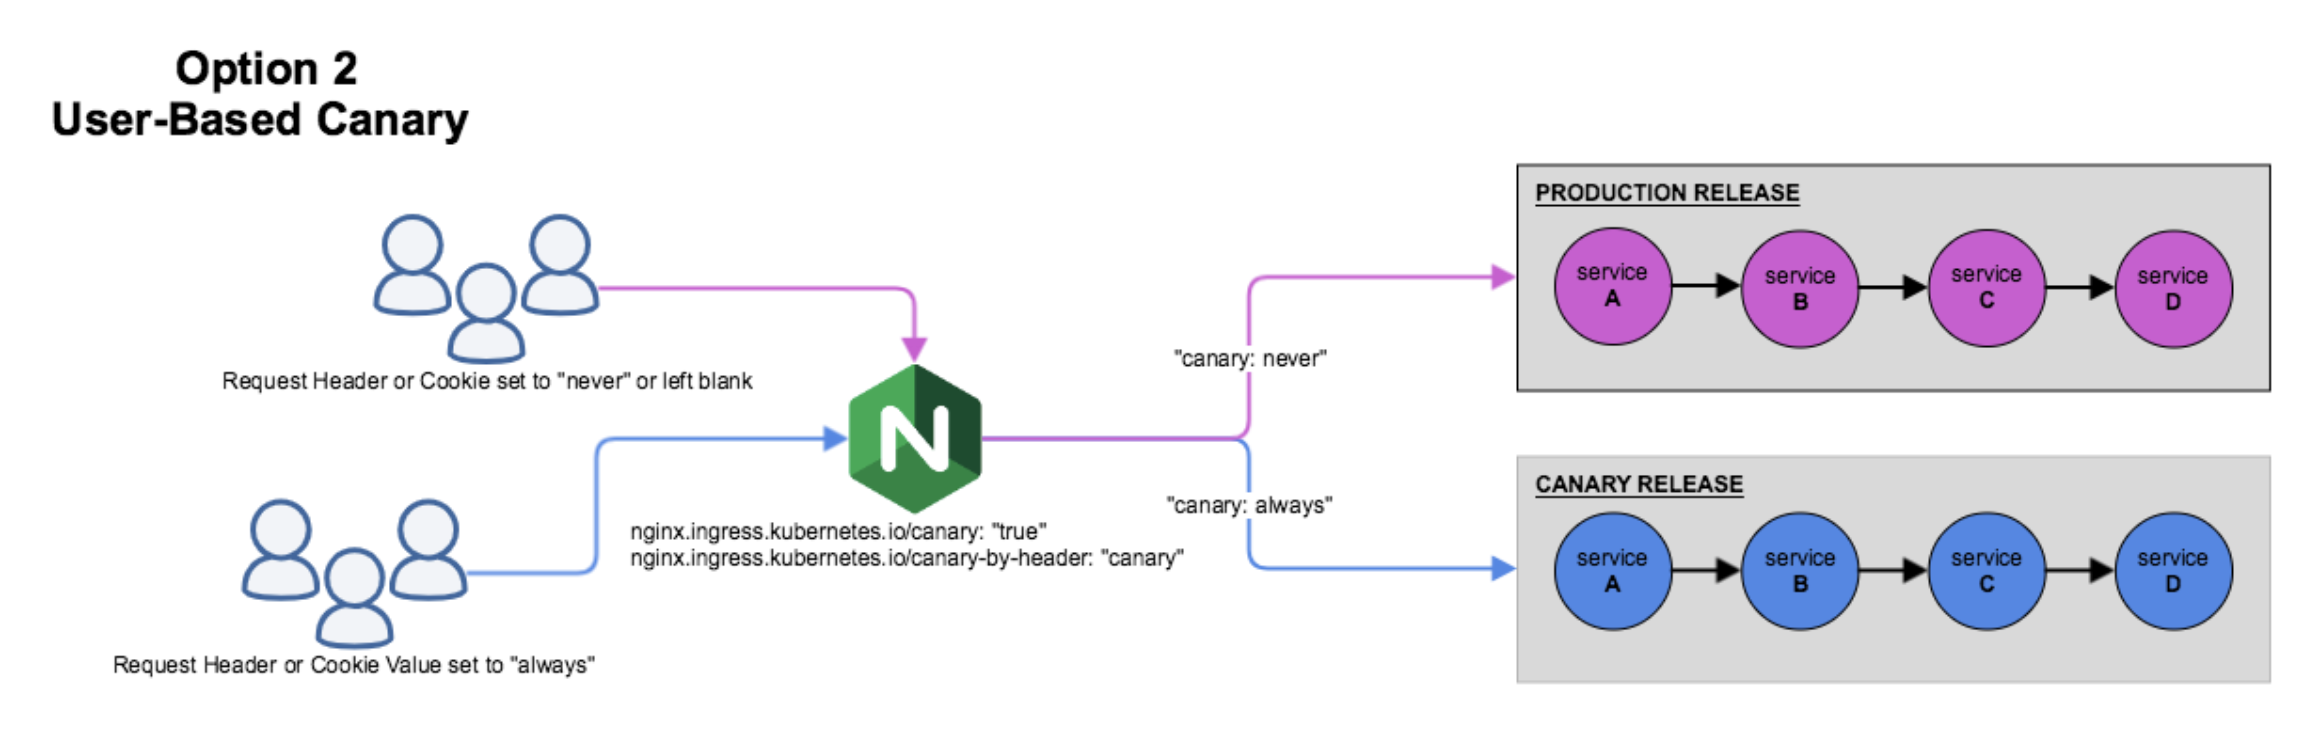 Option 2
User-Based Canary
Request Header or Cookie set to "never" or left blank
Request Header or Cookie Value set to "always"
N
nginx.ingress.kubernetes.io/canary: "true"
nginx.ingress.kubernetes.io/canary-by-header: "canary"
"canary: never"
"canary: always"
PRODUCTION RELEASE
service
A
service
B
service
C
service
D
CANARY RELEASE
service
A
service
B
service
C
service
D